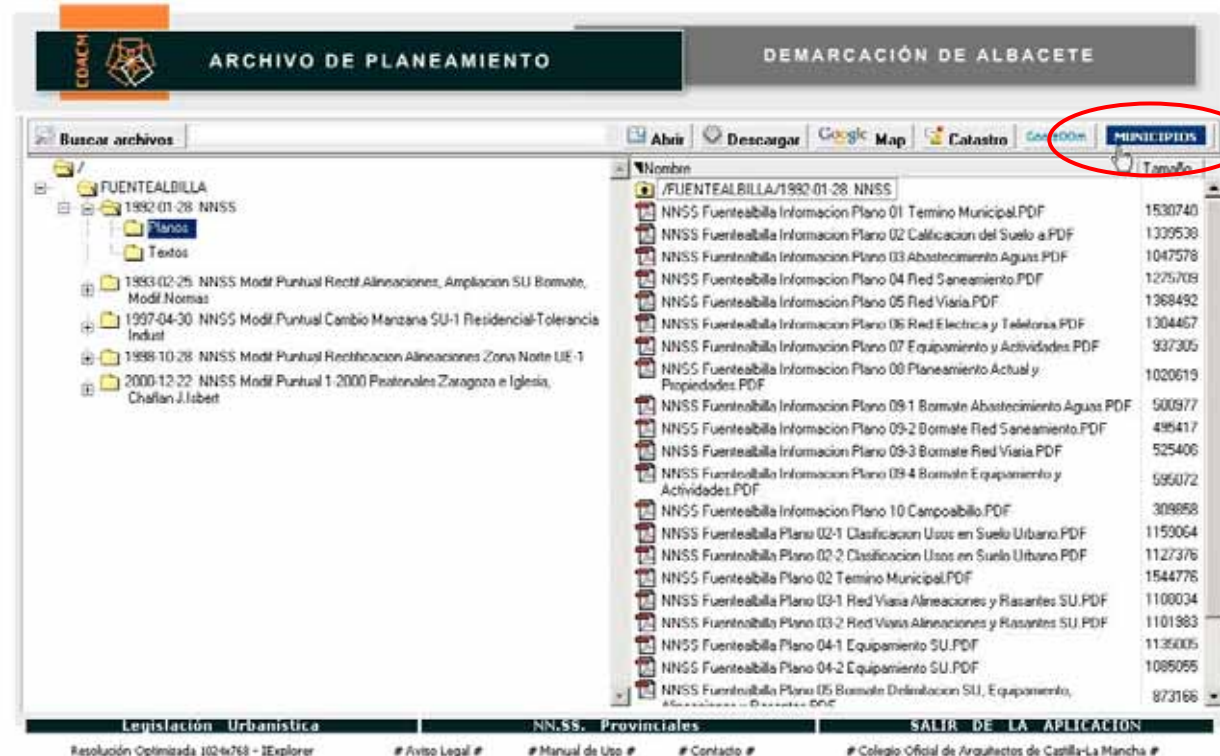 COACM
ARCHIVO DE PLANEAMIENTO
DEMARCACIÓN DE ALBACETE
Buscar archivos
Abrir
Descargar
Google Map
Catastro
MUNICIPIOS
/
FUENTEALBILLA
1992-01-28 NNSS
Planos
Textos
1993-02-25 NNSS Modif.Puntual Rectif.Alineaciones, Ampliacion SU Bormate,
Modif.Normas
1997-04-30 NNSS Modif.Puntual Cambio Manzana SU-1 Residencial-Tolerancia
Indust
1998-10-28 NNSS Modif.Puntual Rectificacion Alineaciones Zona Norte UE-1
2000-12-22 NNSS Modif.Puntual 1-2000 Peatonales Zaragoza e Iglesia,
Chaflan J.Isbert
Nombre Tamaño
/FUENTEALBILLA/1992-01-28 NNSS
NNSS Fuentealbilla Informacion Plano 01 Termino Municipal.PDF 1530740
NNSS Fuentealbilla Informacion Plano 02 Calificacion del Suelo a.PDF 1339538
NNSS Fuentealbilla Informacion Plano 03 Abastecimiento Aguas.PDF 1047578
NNSS Fuentealbilla Informacion Plano 04 Red Saneamiento.PDF 1275709
NNSS Fuentealbilla Informacion Plano 05 Red Viaria.PDF 1368492
NNSS Fuentealbilla Informacion Plano 06 Red Electrica y Telefonia.PDF 1304467
NNSS Fuentealbilla Informacion Plano 07 Equipamiento y Actividades.PDF 937305
NNSS Fuentealbilla Informacion Plano 08 Planeamiento Actual y
Propiedades.PDF 1020619
NNSS Fuentealbilla Informacion Plano 09-1 Bormate Abastecimiento Aguas.PDF 500977
NNSS Fuentealbilla Informacion Plano 09-2 Bormate Red Saneamiento.PDF 495417
NNSS Fuentealbilla Informacion Plano 09-3 Bormate Red Viaria.PDF 525406
NNSS Fuentealbilla Informacion Plano 09-4 Bormate Equipamiento y
Actividades.PDF 595072
NNSS Fuentealbilla Informacion Plano 10 Campoalbillo.PDF 309858
NNSS Fuentealbilla Plano 02-1 Clasificacion Usos en Suelo Urbano.PDF 1159064
NNSS Fuentealbilla Plano 02-2 Clasificacion Usos en Suelo Urbano.PDF 1127376
NNSS Fuentealbilla Plano 02 Termino Municipal.PDF 1544776
NNSS Fuentealbilla Plano 03-1 Red Viaria Alineaciones y Rasantes SU.PDF 1108034
NNSS Fuentealbilla Plano 03-2 Red Viaria Alineaciones y Rasantes SU.PDF 1101983
NNSS Fuentealbilla Plano 04-1 Equipamiento SU.PDF 1135005
NNSS Fuentealbilla Plano 04-2 Equipamiento SU.PDF 1085055
NNSS Fuentealbilla Plano 05 Bormate Delimitacion SU, Equipamiento, 873166
Legislación Urbanística
NN.SS. Provinciales
SALIR DE LA APLICACIÓN
Resolución Optimizada 1024x768 - IExplorer
# Aviso Legal #
# Manual de Uso #
# Contacto #
# Colegio Oficial de Arquitectos de Castilla-La Mancha #